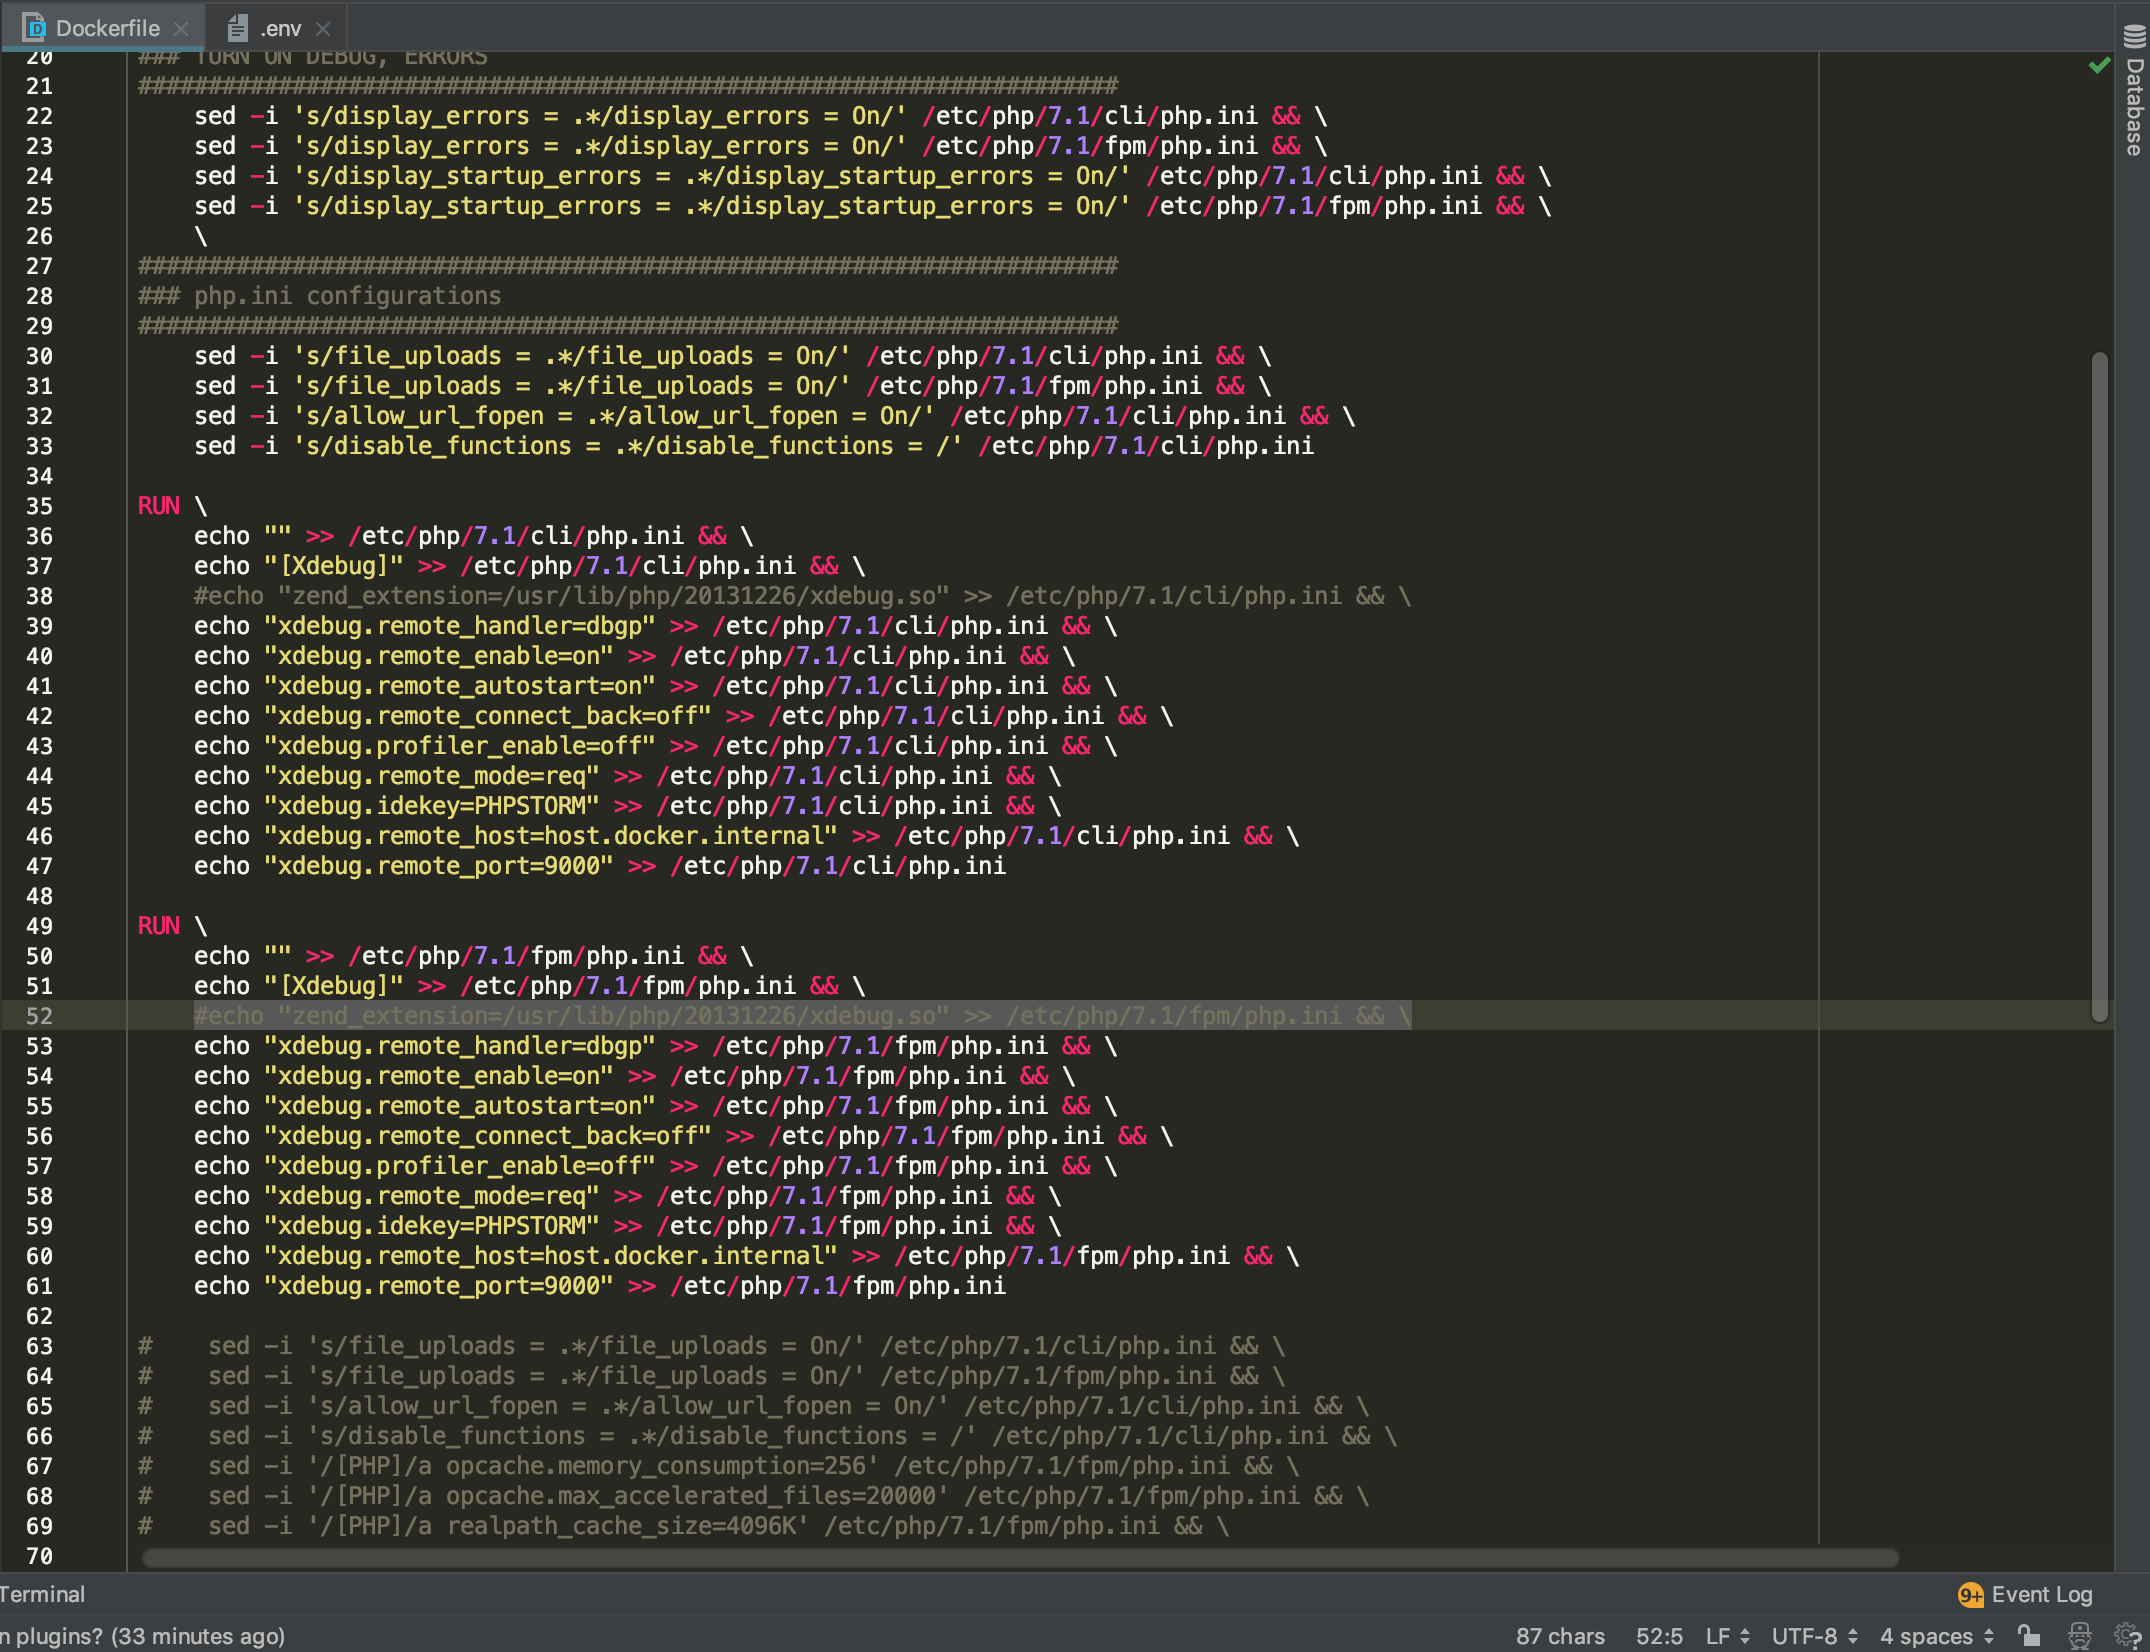 Dockerfile
.env
20 ### TURN ON DEBUG, ERRORS
21 ######################################################################
22 sed -i 's/display_errors = .*/display_errors = On/' /etc/php/7.1/cli/php.ini && \
23 sed -i 's/display_errors = .*/display_errors = On/' /etc/php/7.1/fpm/php.ini && \
24 sed -i 's/display_startup_errors = .*/display_startup_errors = On/' /etc/php/7.1/cli/php.ini && \
25 sed -i 's/display_startup_errors = .*/display_startup_errors = On/' /etc/php/7.1/fpm/php.ini && \
26 \
27 ######################################################################
28 ### php.ini configurations
29 ######################################################################
30 sed -i 's/file_uploads = .*/file_uploads = On/' /etc/php/7.1/cli/php.ini && \
31 sed -i 's/file_uploads = .*/file_uploads = On/' /etc/php/7.1/fpm/php.ini && \
32 sed -i 's/allow_url_fopen = .*/allow_url_fopen = On/' /etc/php/7.1/cli/php.ini && \
33 sed -i 's/disable_functions = .*/disable_functions = /' /etc/php/7.1/cli/php.ini
34
35 RUN \
36 echo "" >> /etc/php/7.1/cli/php.ini && \
37 echo "[Xdebug]" >> /etc/php/7.1/cli/php.ini && \
38 #echo "zend_extension=/usr/lib/php/20131226/xdebug.so" >> /etc/php/7.1/cli/php.ini && \
39 echo "xdebug.remote_handler=dbgp" >> /etc/php/7.1/cli/php.ini && \
40 echo "xdebug.remote_enable=on" >> /etc/php/7.1/cli/php.ini && \
41 echo "xdebug.remote_autostart=on" >> /etc/php/7.1/cli/php.ini && \
42 echo "xdebug.remote_connect_back=off" >> /etc/php/7.1/cli/php.ini && \
43 echo "xdebug.profiler_enable=off" >> /etc/php/7.1/cli/php.ini && \
44 echo "xdebug.remote_mode=req" >> /etc/php/7.1/cli/php.ini && \
45 echo "xdebug.idekey=PHPSTORM" >> /etc/php/7.1/cli/php.ini && \
46 echo "xdebug.remote_host=host.docker.internal" >> /etc/php/7.1/cli/php.ini && \
47 echo "xdebug.remote_port=9000" >> /etc/php/7.1/cli/php.ini
48
49 RUN \
50 echo "" >> /etc/php/7.1/fpm/php.ini && \
51 echo "[Xdebug]" >> /etc/php/7.1/fpm/php.ini && \
52 #echo "zend_extension=/usr/lib/php/20131226/xdebug.so" >> /etc/php/7.1/fpm/php.ini && \
53 echo "xdebug.remote_handler=dbgp" >> /etc/php/7.1/fpm/php.ini && \
54 echo "xdebug.remote_enable=on" >> /etc/php/7.1/fpm/php.ini && \
55 echo "xdebug.remote_autostart=on" >> /etc/php/7.1/fpm/php.ini && \
56 echo "xdebug.remote_connect_back=off" >> /etc/php/7.1/fpm/php.ini && \
57 echo "xdebug.profiler_enable=off" >> /etc/php/7.1/fpm/php.ini && \
58 echo "xdebug.remote_mode=req" >> /etc/php/7.1/fpm/php.ini && \
59 echo "xdebug.idekey=PHPSTORM" >> /etc/php/7.1/fpm/php.ini && \
60 echo "xdebug.remote_host=host.docker.internal" >> /etc/php/7.1/fpm/php.ini && \
61 echo "xdebug.remote_port=9000" >> /etc/php/7.1/fpm/php.ini
62
63 # sed -i 's/file_uploads = .*/file_uploads = On/' /etc/php/7.1/cli/php.ini && \
64 # sed -i 's/file_uploads = .*/file_uploads = On/' /etc/php/7.1/fpm/php.ini && \
65 # sed -i 's/allow_url_fopen = .*/allow_url_fopen = On/' /etc/php/7.1/cli/php.ini && \
66 # sed -i 's/disable_functions = .*/disable_functions = /' /etc/php/7.1/cli/php.ini && \
67 # sed -i '/[PHP]/a opcache.memory_consumption=256' /etc/php/7.1/fpm/php.ini && \
68 # sed -i '/[PHP]/a opcache.max_accelerated_files=20000' /etc/php/7.1/fpm/php.ini && \
69 # sed -i '/[PHP]/a realpath_cache_size=4096K' /etc/php/7.1/fpm/php.ini && \
70
Database
Terminal
9+ Event Log
n plugins? (33 minutes ago)
87 chars 52:5 LF UTF-8 4 spaces